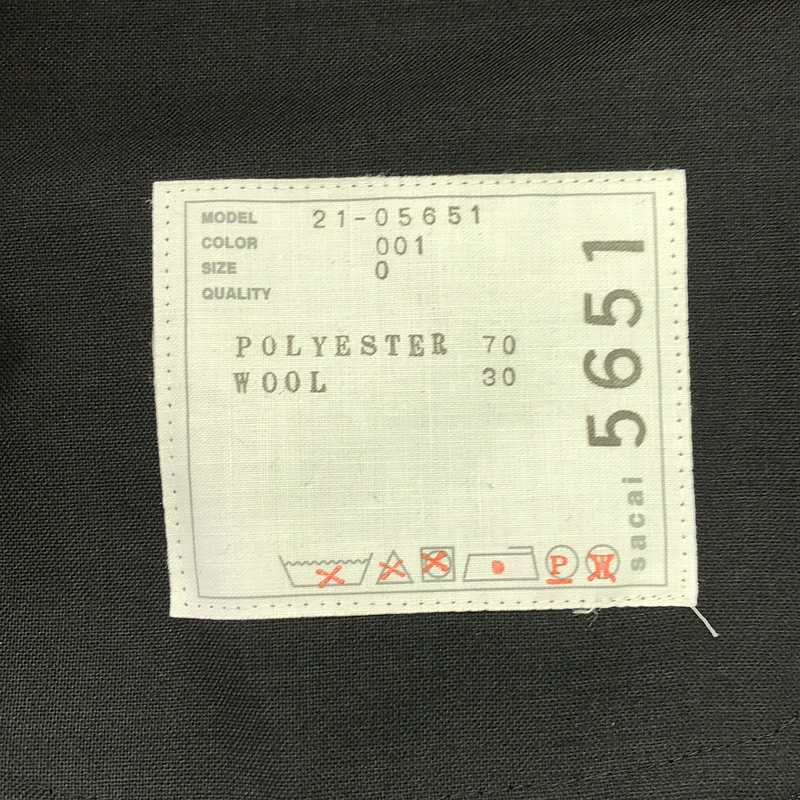 MODEL 21-05651
COLOR 001
SIZE 0
QUALITY
POLYESTER 70
WOOL 30
sacai 5651
P
W